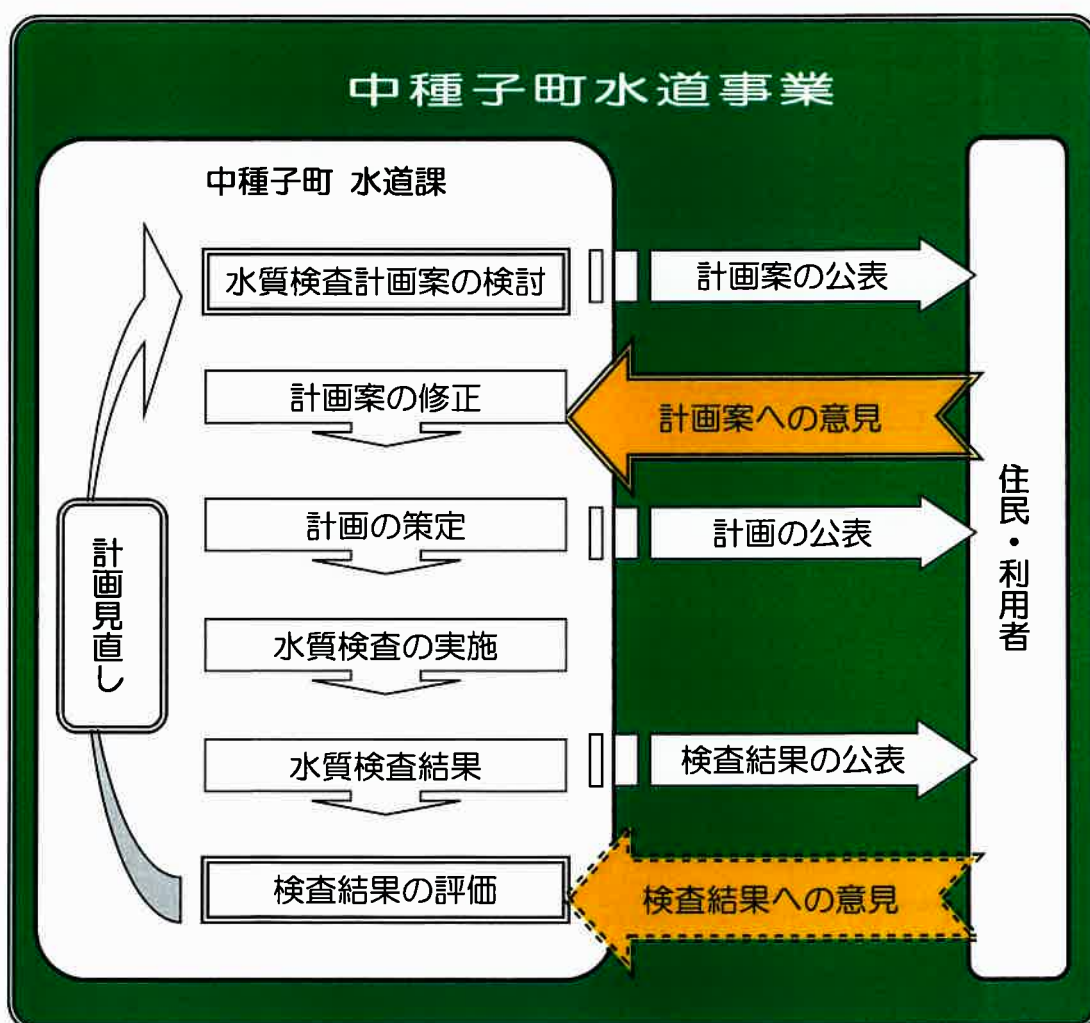 中種子町水道事業
中種子町 水道課
水質検査計画案の検討
計画案の公表
計画案の修正
計画案への意見
計画の策定
計画の公表
水質検査の実施
水質検査結果
検査結果の公表
検査結果の評価
検査結果への意見
計画見直し
住民・利用者